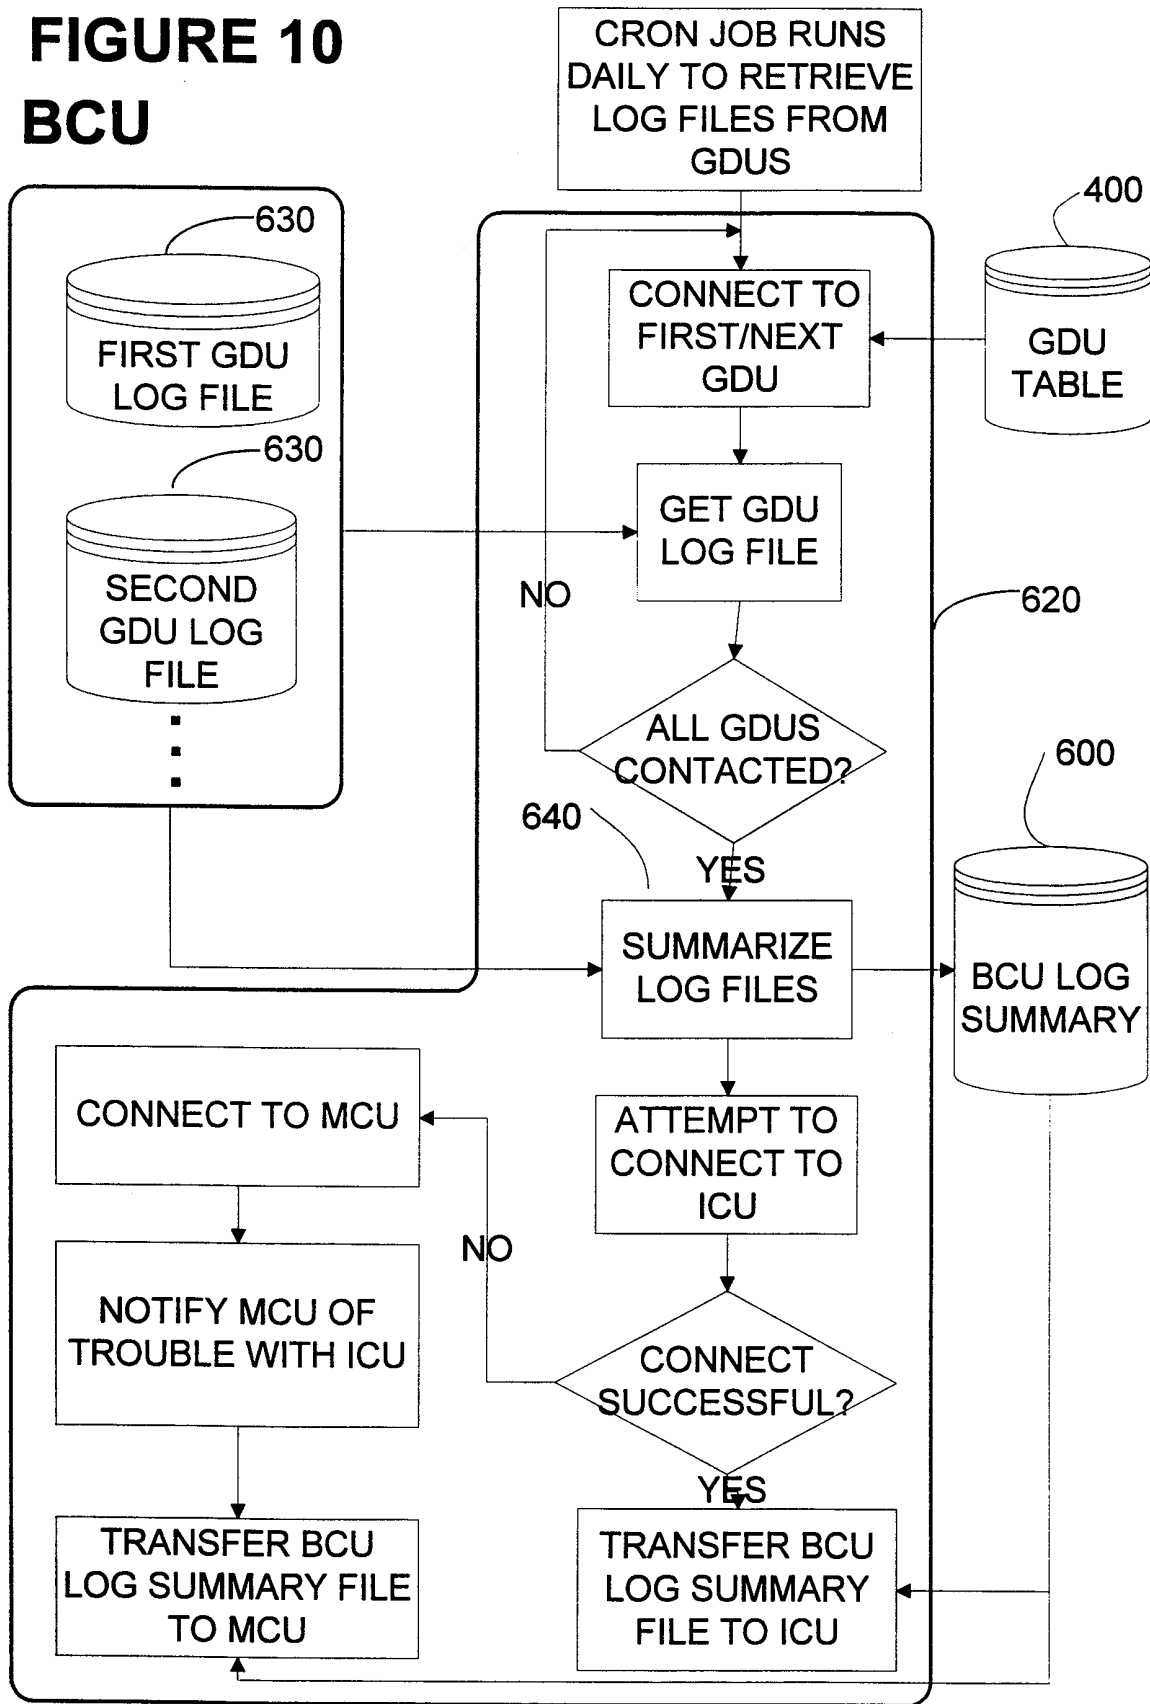 FIGURE 10
BCU
CRON JOB RUNS
DAILY TO RETRIEVE
LOG FILES FROM
GDUS
400
630
FIRST GDU
LOG FILE
CONNECT TO
FIRST/NEXT
GDU
GDU
TABLE
630
SECOND
GDU LOG
FILE
GET GDU
LOG FILE
NO
620
ALL GDUS
CONTACTED?
600
640
YES
SUMMARIZE
LOG FILES
BCU LOG
SUMMARY
CONNECT TO MCU
ATTEMPT TO
CONNECT TO
ICU
NO
NOTIFY MCU OF
TROUBLE WITH ICU
CONNECT
SUCCESSFUL?
YES
TRANSFER BCU
LOG SUMMARY FILE
TO MCU
TRANSFER BCU
LOG SUMMARY
FILE TO ICU